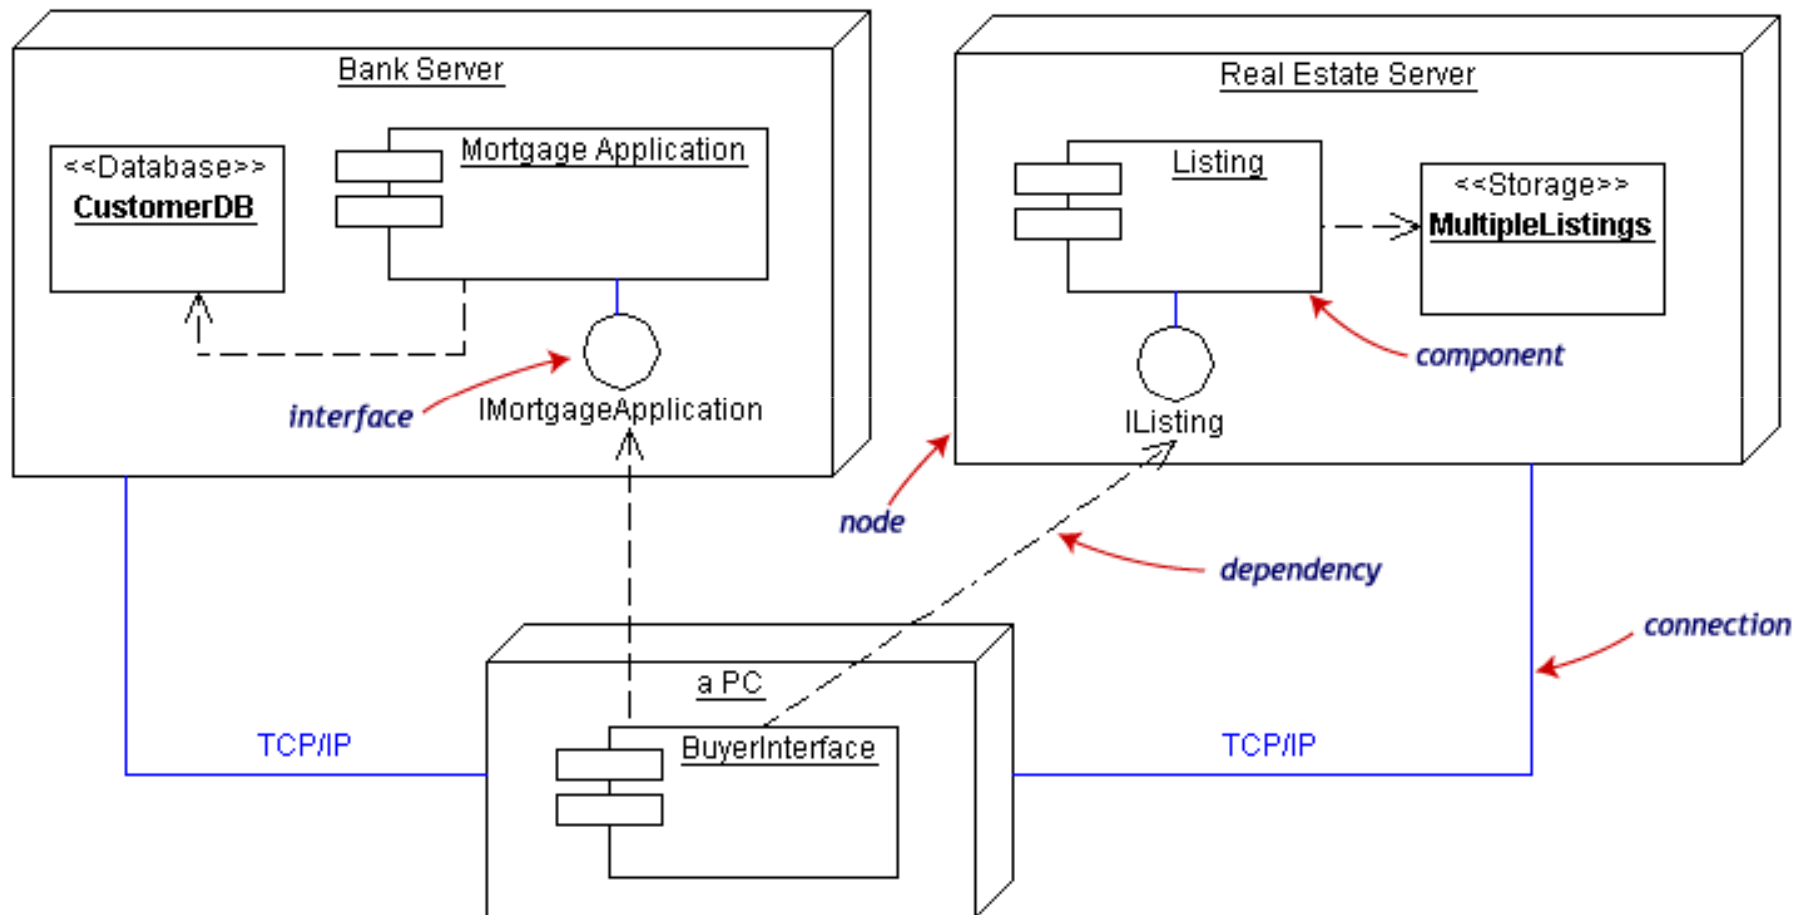 Bank Server
<<Database>>
CustomerDB
Mortgage Application
interface
IMortgageApplication
Real Estate Server
Listing
<<Storage>>
MultipleListings
component
IListing
node
dependency
connection
a PC
BuyerInterface
TCP/IP
TCP/IP